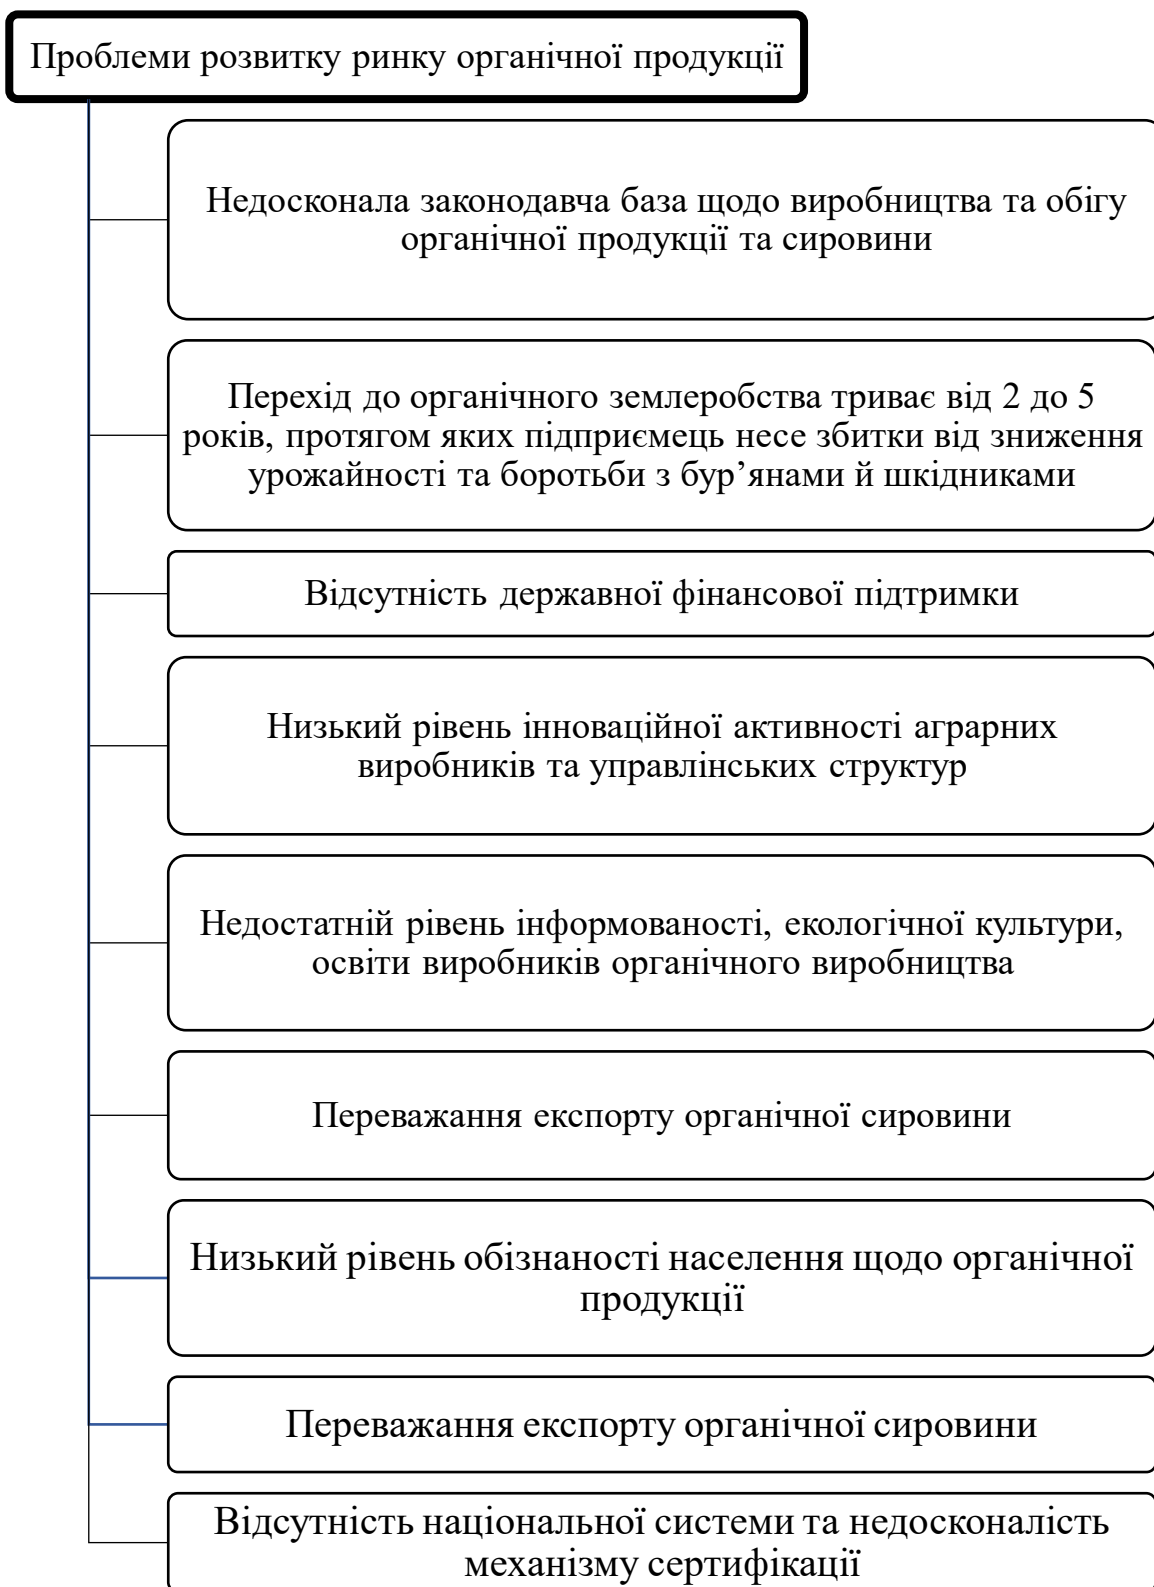 Проблеми розвитку ринку органічної продукції
Недосконала законодавча база щодо виробництва та обігу
органічної продукції та сировини
Перехід до органічного землеробства триває від 2 до 5
років, протягом яких підприємець несе збитки від зниження
урожайності та боротьби з бур’янами й шкідниками
Відсутність державної фінансової підтримки
Низький рівень інноваційної активності аграрних
виробників та управлінських структур
Недостатній рівень інформованості, екологічної культури,
освіти виробників органічного виробництва
Переважання експорту органічної сировини
Низький рівень обізнаності населення щодо органічної
продукції
Переважання експорту органічної сировини
Відсутність національної системи та недосконалість
механізму сертифікації